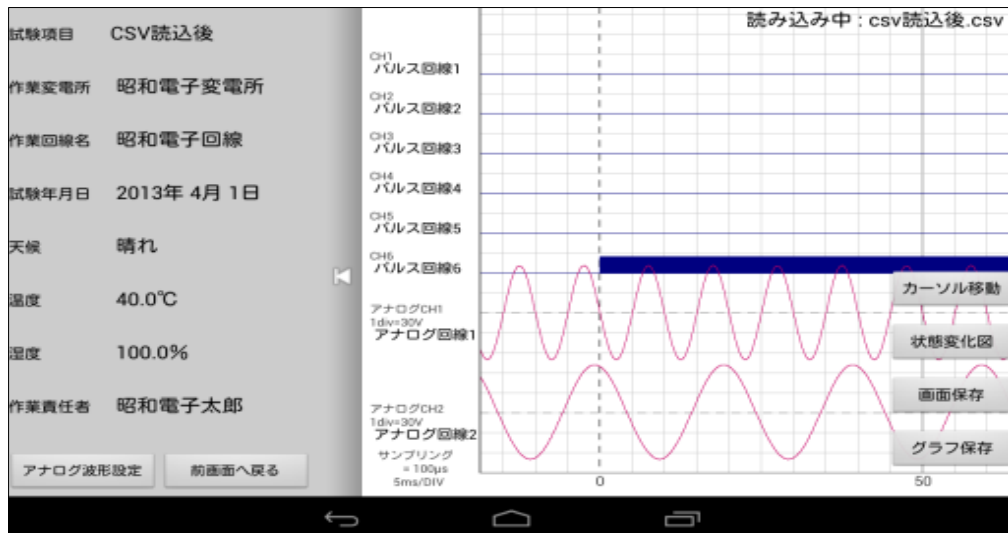 試験項目 CSV読込後
作業変電所 昭和電子変電所
作業回線名 昭和電子回線
試験年月日 2013年 4月 1日
天候 晴れ
温度 40.0℃
湿度 100.0%
作業責任者 昭和電子太郎
アナログ波形設定 前画面へ戻る
読み込み中 : csv読込後.csv
CH1
パルス回線1
CH2
パルス回線2
CH3
パルス回線3
CH4
パルス回線4
CH5
パルス回線5
CH6
パルス回線6
アナログCH1
1div=30V
アナログ回線1
アナログCH2
1div=30V
アナログ回線2
サンプリング
= 100μs
5ms/DIV
0 50
カーソル移動
状態変化図
画面保存
グラフ保存